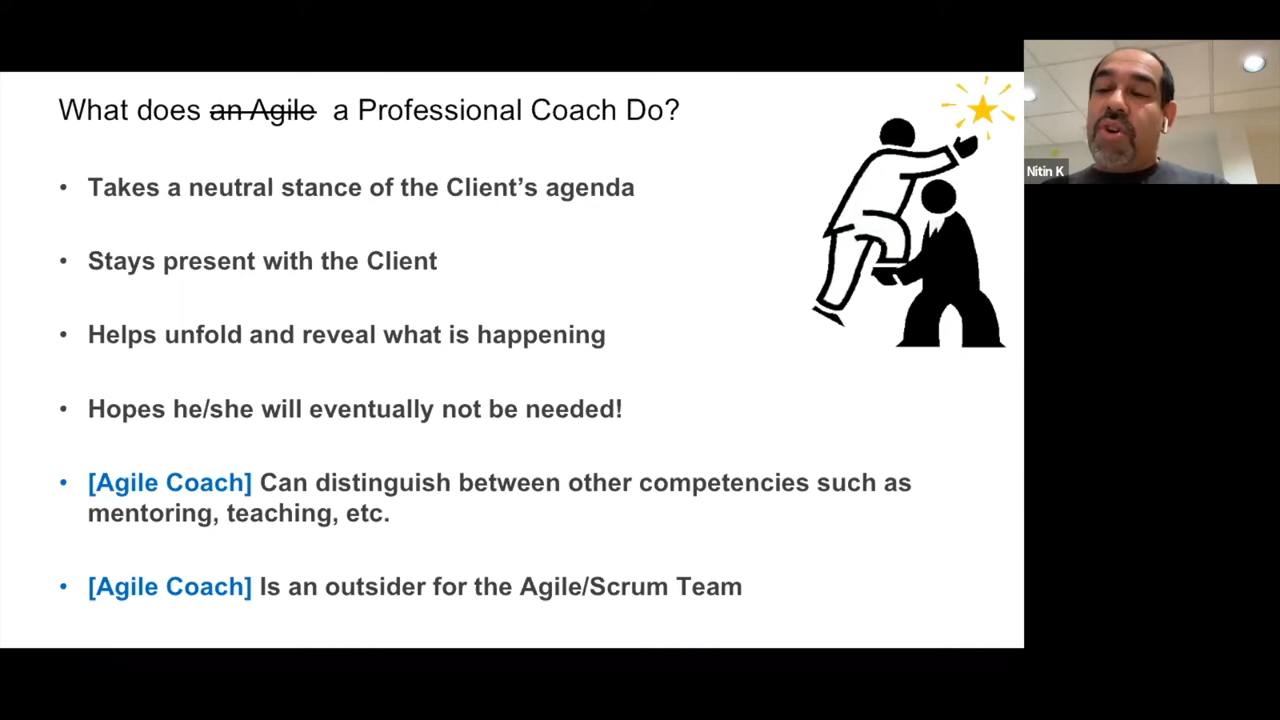 What does an Agile a Professional Coach Do?
• Takes a neutral stance of the Client's agenda
• Stays present with the Client
• Helps unfold and reveal what is happening
• Hopes he/she will eventually not be needed!
• [Agile Coach] Can distinguish between other competencies such as
mentoring, teaching, etc.
• [Agile Coach] Is an outsider for the Agile/Scrum Team
Nitin K